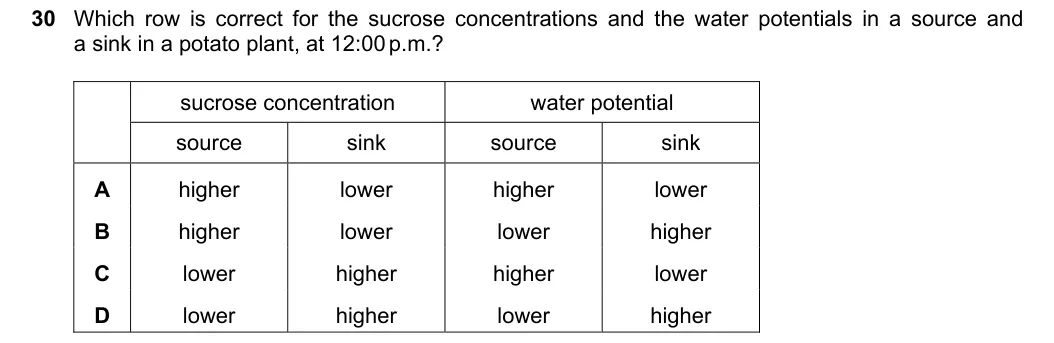 30 Which row is correct for the sucrose concentrations and the water potentials in a source and
a sink in a potato plant, at 12:00 p.m.?
sucrose concentration water potential
source sink source sink
A higher lower higher lower
B higher lower lower higher
C lower higher higher lower
D lower higher lower higher